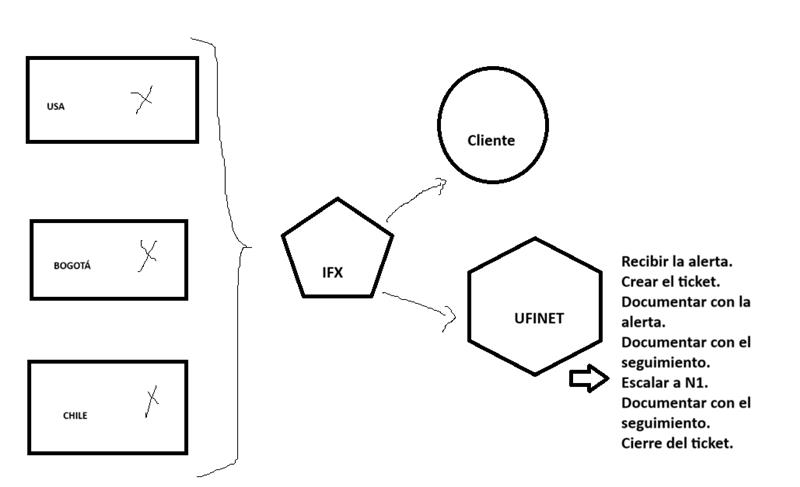 USA
X
BOGOTÁ
X
CHILE
X
IFX
Cliente
UFINET
Recibir la alerta.
Crear el ticket.
Documentar con la
alerta.
Documentar con el
seguimiento.
Escalar a N1.
Documentar con el
seguimiento.
Cierre del ticket.